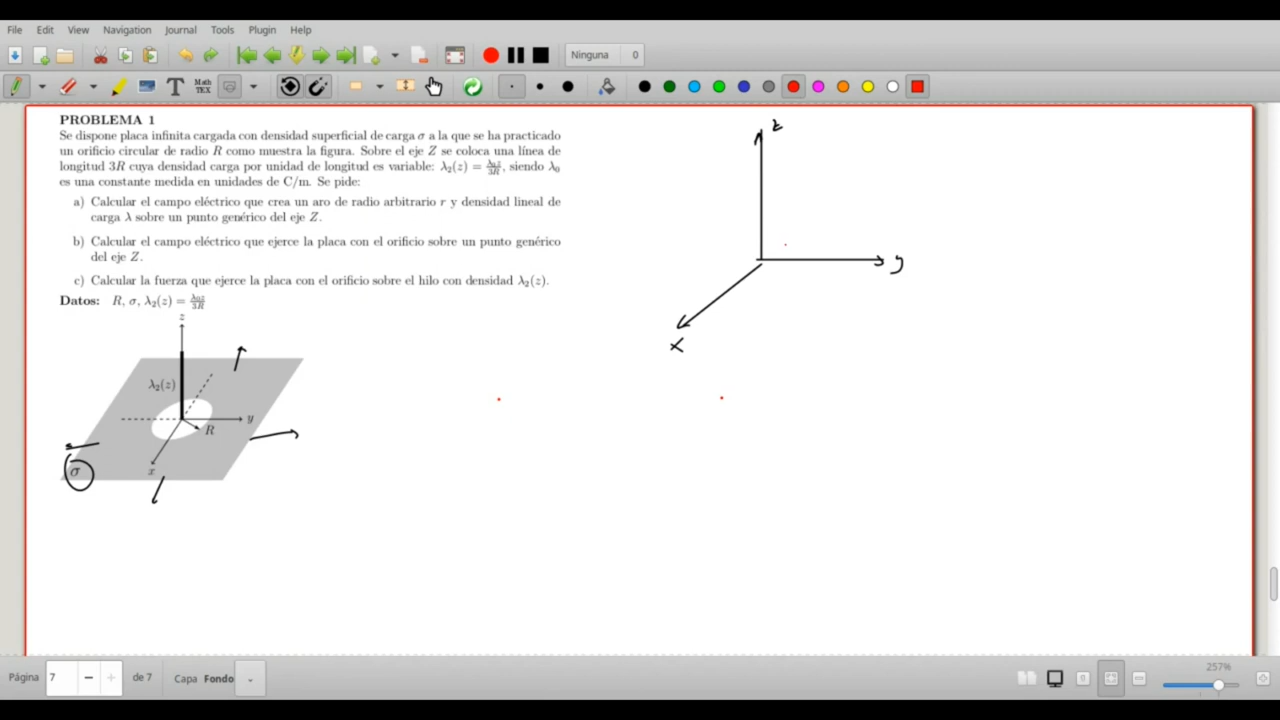 File Edit View Navigation Journal Tools Plugin Help
Ninguna 0
T Math TEX
PROBLEMA 1
Se dispone placa infinita cargada con densidad superficial de carga σ a la que se ha practicado
un orificio circular de radio R como muestra la figura. Sobre el eje Z se coloca una línea de
longitud 3R cuya densidad carga por unidad de longitud es variable: λ₂(z) = λ₀z/3R, siendo λ₀
es una constante medida en unidades de C/m. Se pide:
a) Calcular el campo eléctrico que crea un aro de radio arbitrario r y densidad lineal de
carga λ sobre un punto genérico del eje Z.
b) Calcular el campo eléctrico que ejerce la placa con el orificio sobre un punto genérico
del eje Z.
c) Calcular la fuerza que ejerce la placa con el orificio sobre el hilo con densidad λ₂(z).
Datos: R, σ, λ₂(z) = λ₀z/3R
z
λ₂(z)
y
R
x
σ
z
y
x
Página 7 de 7 Capa Fondo
257%